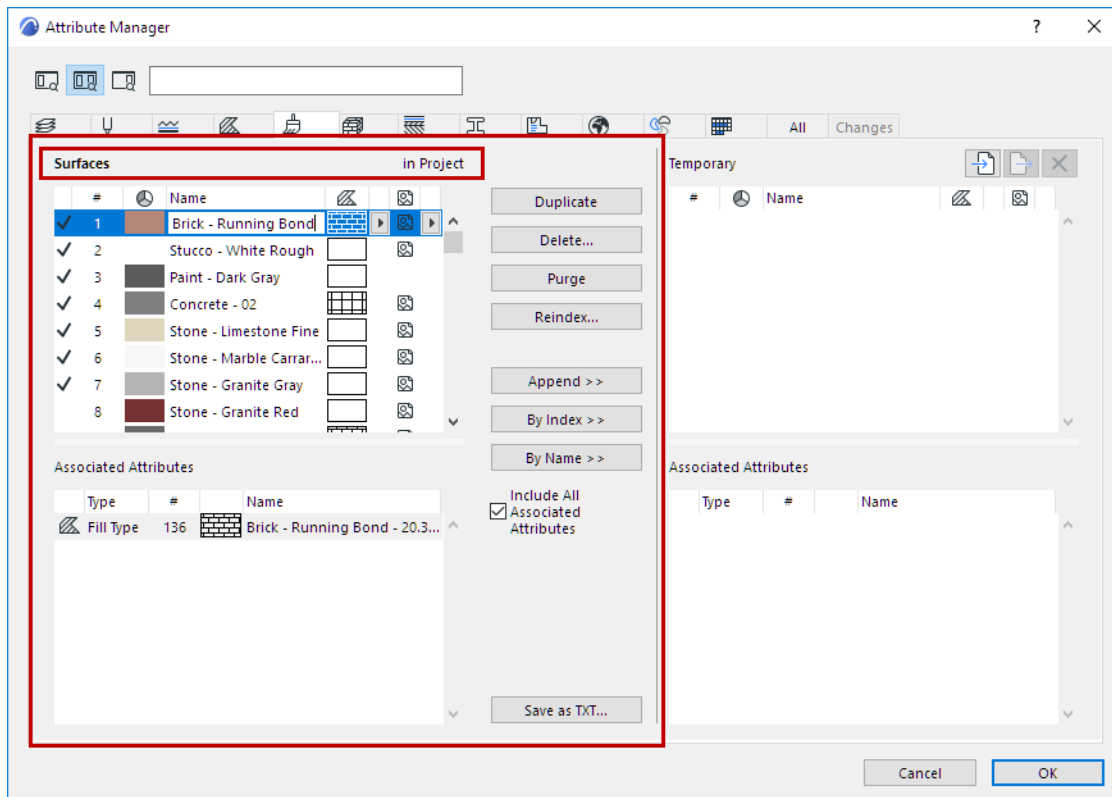 Attribute Manager ?
All Changes
Surfaces in Project
# Name
1 Brick - Running Bond
2 Stucco - White Rough
3 Paint - Dark Gray
4 Concrete - 02
5 Stone - Limestone Fine
6 Stone - Marble Carrar...
7 Stone - Granite Gray
8 Stone - Granite Red
Associated Attributes
Type # Name
Fill Type 136 Brick - Running Bond - 20.3...
Duplicate
Delete...
Purge
Reindex...
Append >>
By Index >>
By Name >>
Include All
Associated
Attributes
Save as TXT...
Temporary
# Name
Associated Attributes
Type # Name
Cancel OK